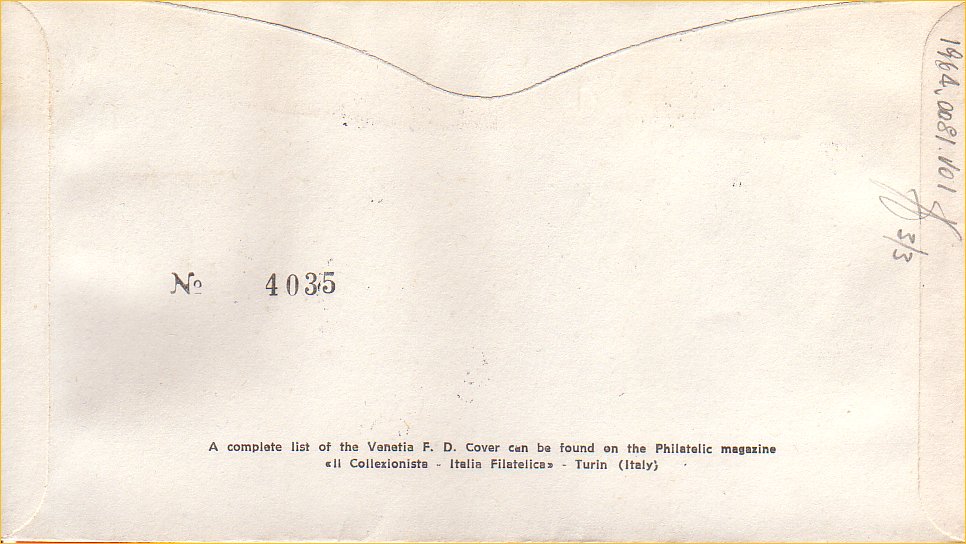 1964.0081.V01
3/3
Nº 4035
A complete list of the Venetia F. D. Cover can be found on the Philatelic magazine
«Il Collezionista - Italia Filatelica» - Turin (Italy)